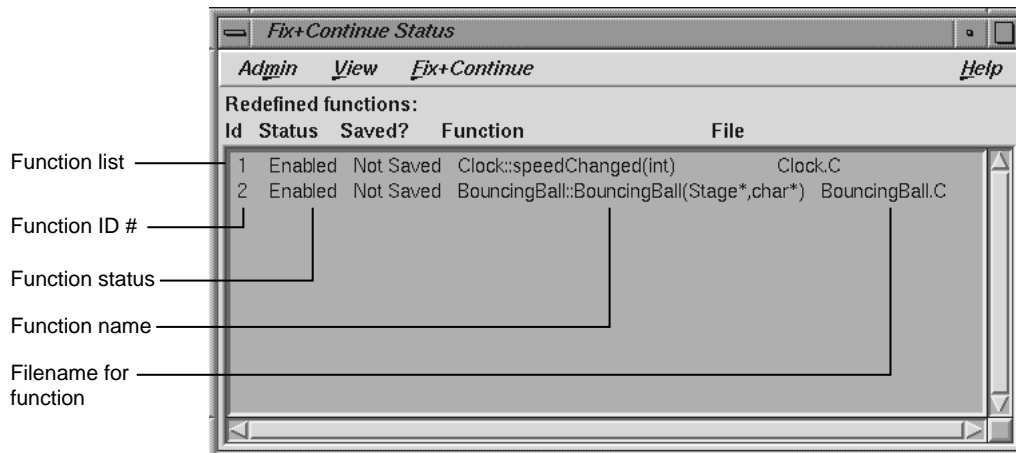 Fix+Continue Status
Admin View Fix+Continue Help
Redefined functions:
Id Status Saved? Function File
1 Enabled Not Saved Clock::speedChanged(int) Clock.C
2 Enabled Not Saved BouncingBall::BouncingBall(Stage*,char*) BouncingBall.C
Function list
Function ID #
Function status
Function name
Filename for
function